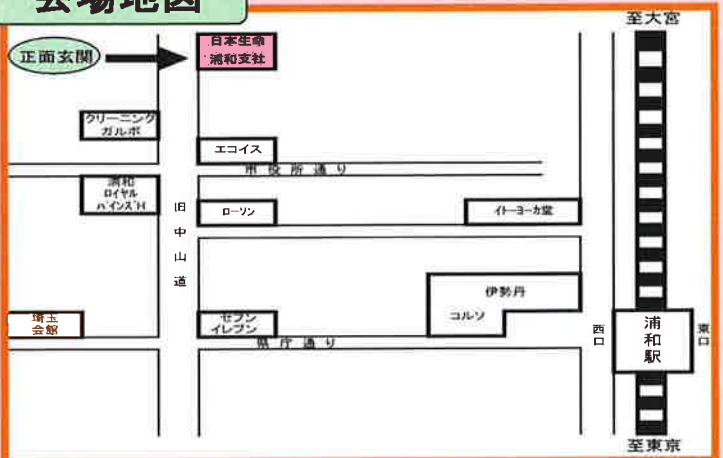 会場地図
至大宮
正面玄関
日本生命
浦和支社
クリーニング
ガルボ
エコイス
市役所通り
浦和
ロイヤル
パインズH
旧中山道
ローソン
イトーヨーカ堂
伊勢丹
コルソ
埼玉
会館
セブン
イレブン
県庁通り
西口
浦和駅
東口
至東京